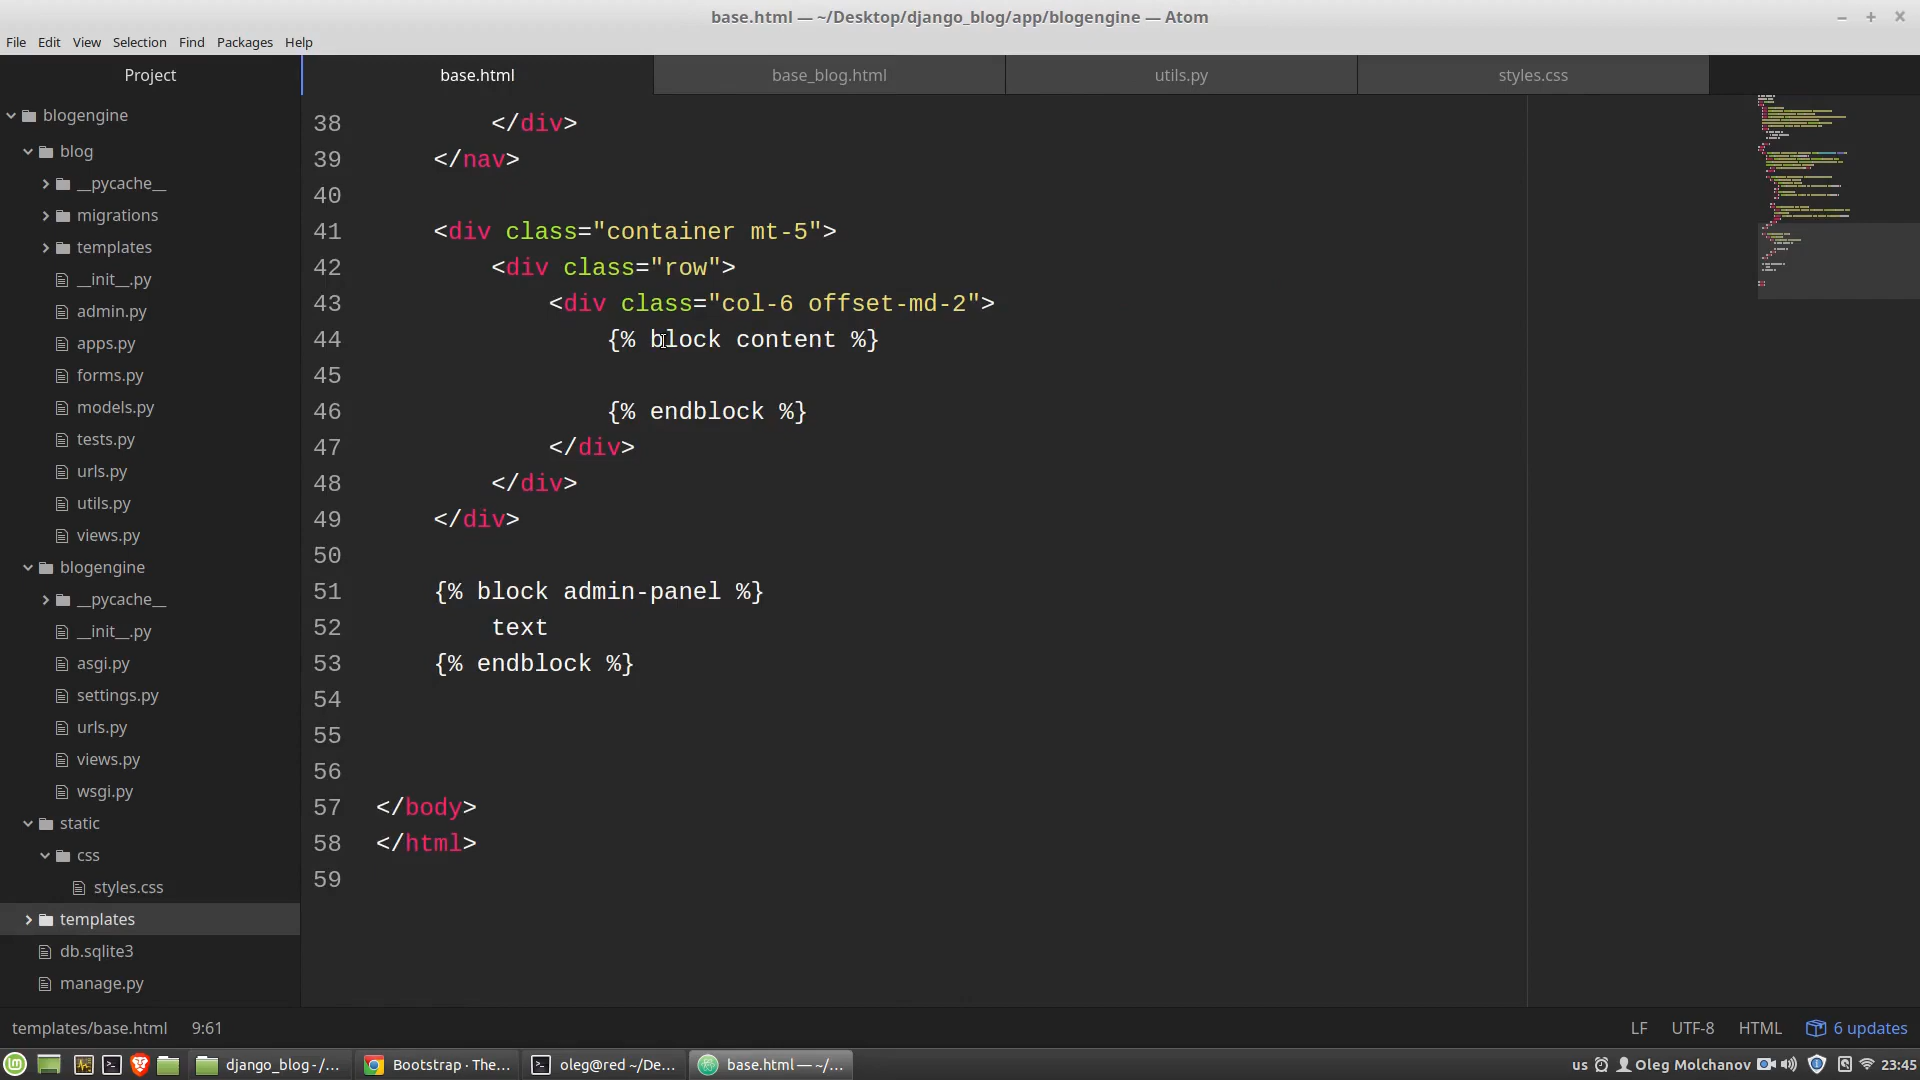 base.html — ~/Desktop/django_blog/app/blogengine — Atom
File Edit View Selection Find Packages Help
Project
base.html
base_blog.html
utils.py
styles.css
blogengine
blog
__pycache__
migrations
templates
__init__.py
admin.py
apps.py
forms.py
models.py
tests.py
urls.py
utils.py
views.py
blogengine
__pycache__
__init__.py
asgi.py
settings.py
urls.py
views.py
wsgi.py
static
css
styles.css
templates
db.sqlite3
manage.py
38 </div>
39 </nav>
40
41 <div class="container mt-5">
42 <div class="row">
43 <div class="col-6 offset-md-2">
44 {% block content %}
45
46 {% endblock %}
47 </div>
48 </div>
49 </div>
50
51 {% block admin-panel %}
52 text
53 {% endblock %}
54
55
56
57 </body>
58 </html>
59
templates/base.html 9:61
LF UTF-8 HTML 6 updates
django_blog - /... Bootstrap · The... oleg@red ~/De... base.html — ~/... us Oleg Molchanov 23:45